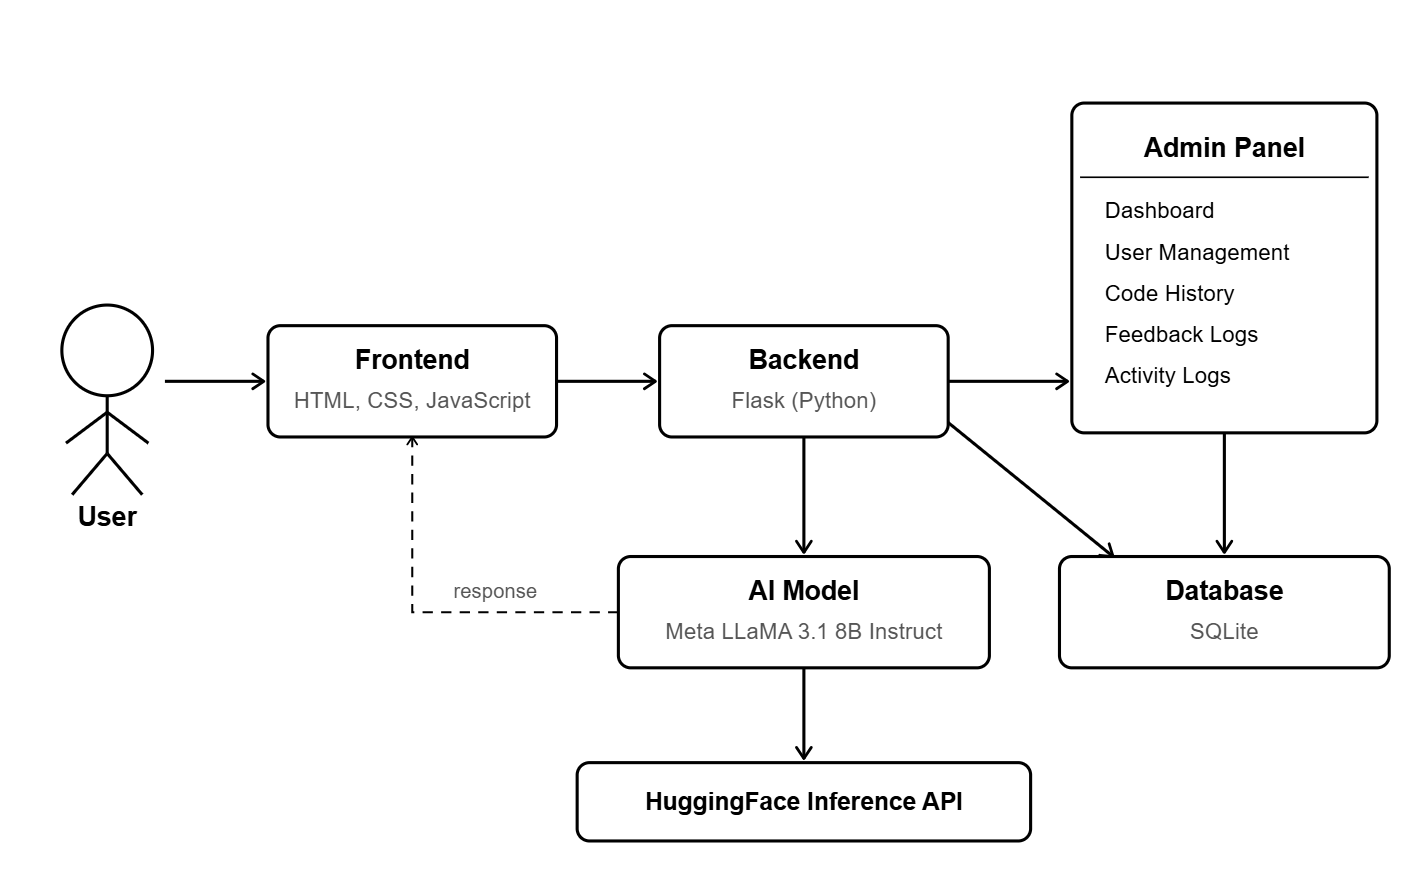 Admin Panel
Dashboard
User Management
Code History
Feedback Logs
Activity Logs
User
Frontend
HTML, CSS, JavaScript
Backend
Flask (Python)
response
AI Model
Meta LLaMA 3.1 8B Instruct
Database
SQLite
HuggingFace Inference API